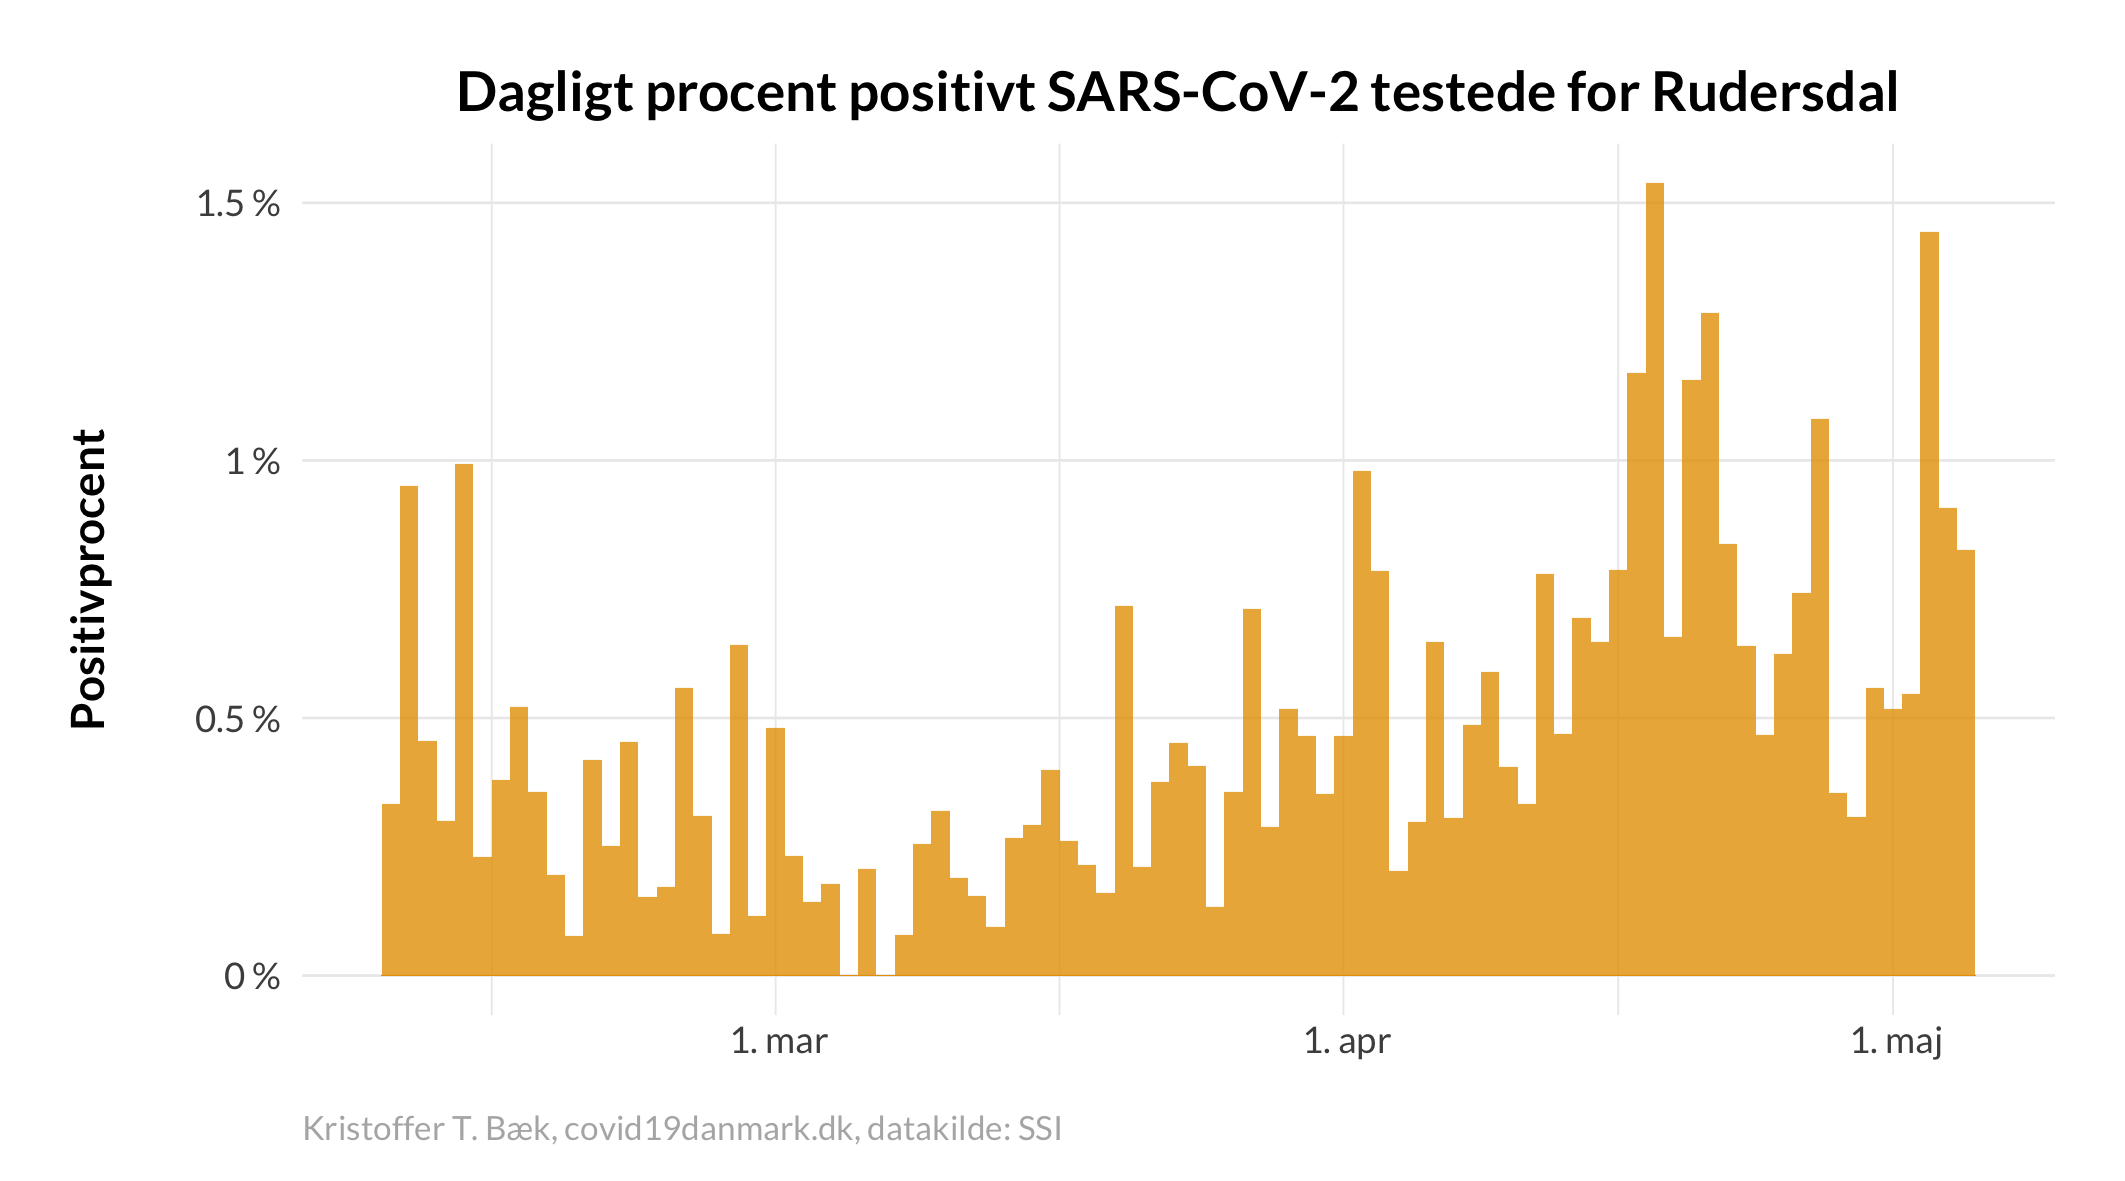 Dagligt procent positivt SARS-CoV-2 testede for Rudersdal
Positivprocent
1.5 %
1 %
0.5 %
0 %
1. mar
1. apr
1. maj
Kristoffer T. Bæk, covid19danmark.dk, datakilde: SSI